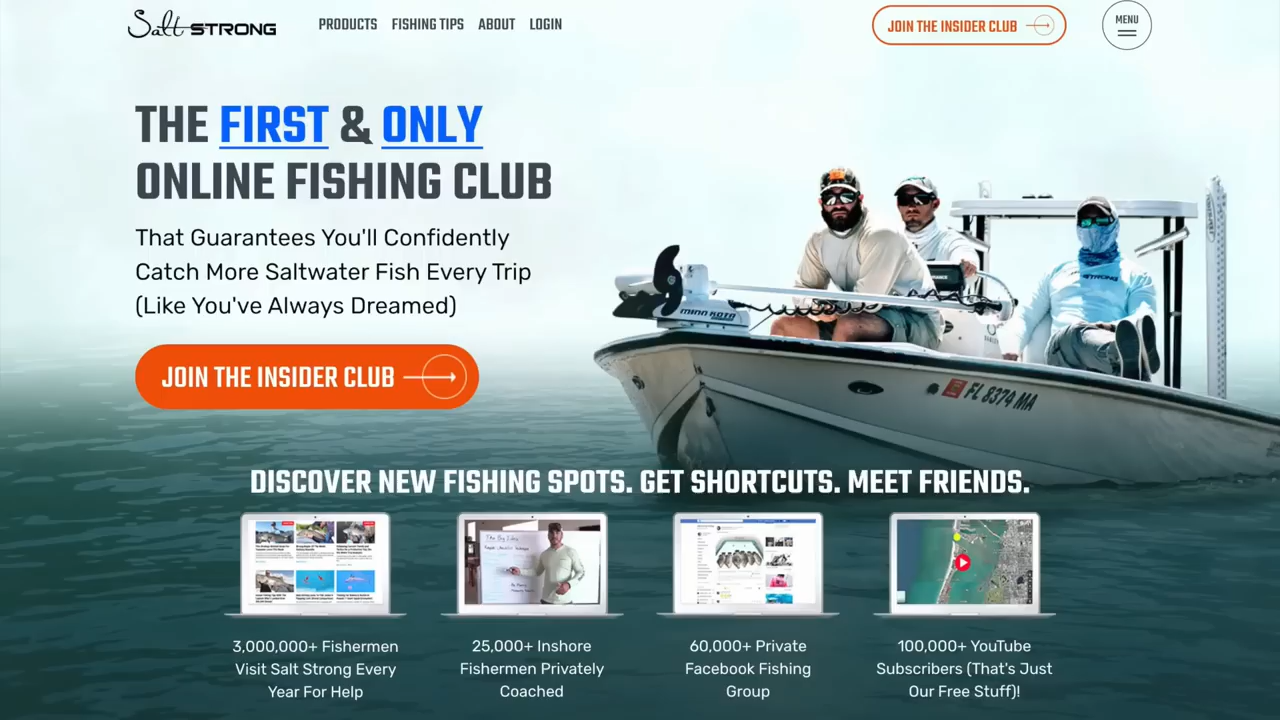 Salt STRONG
PRODUCTS FISHING TIPS ABOUT LOGIN
JOIN THE INSIDER CLUB
MENU
THE FIRST & ONLY
ONLINE FISHING CLUB
That Guarantees You'll Confidently
Catch More Saltwater Fish Every Trip
(Like You've Always Dreamed)
JOIN THE INSIDER CLUB
MINN KOTA
STRONG
FL 8374 MA
DISCOVER NEW FISHING SPOTS. GET SHORTCUTS. MEET FRIENDS.
The Big Idea
3,000,000+ Fishermen
Visit Salt Strong Every
Year For Help
25,000+ Inshore
Fishermen Privately
Coached
60,000+ Private
Facebook Fishing
Group
100,000+ YouTube
Subscribers (That's Just
Our Free Stuff)!